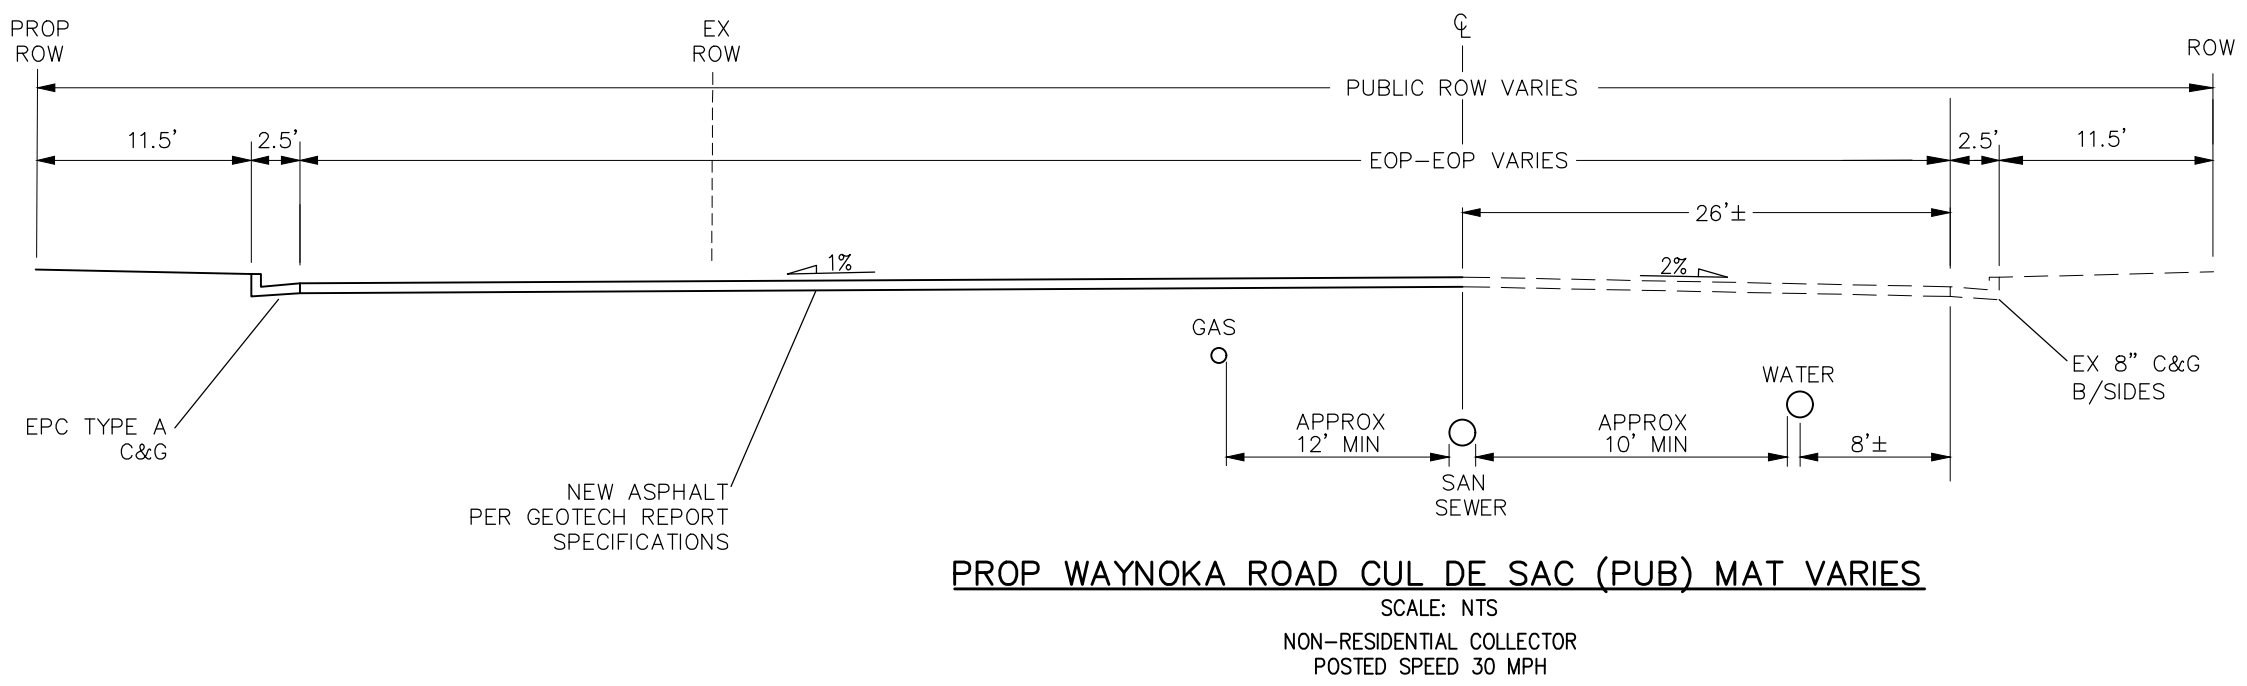 PROP
ROW
EX
ROW
℄
ROW
PUBLIC ROW VARIES
11.5'
2.5'
EOP-EOP VARIES
2.5'
11.5'
26'±
1%
2%
GAS
WATER
EX 8" C&G
B/SIDES
EPC TYPE A
C&G
APPROX
12' MIN
APPROX
10' MIN
8'±
SAN
SEWER
NEW ASPHALT
PER GEOTECH REPORT
SPECIFICATIONS
PROP WAYNOKA ROAD CUL DE SAC (PUB) MAT VARIES
SCALE: NTS
NON-RESIDENTIAL COLLECTOR
POSTED SPEED 30 MPH